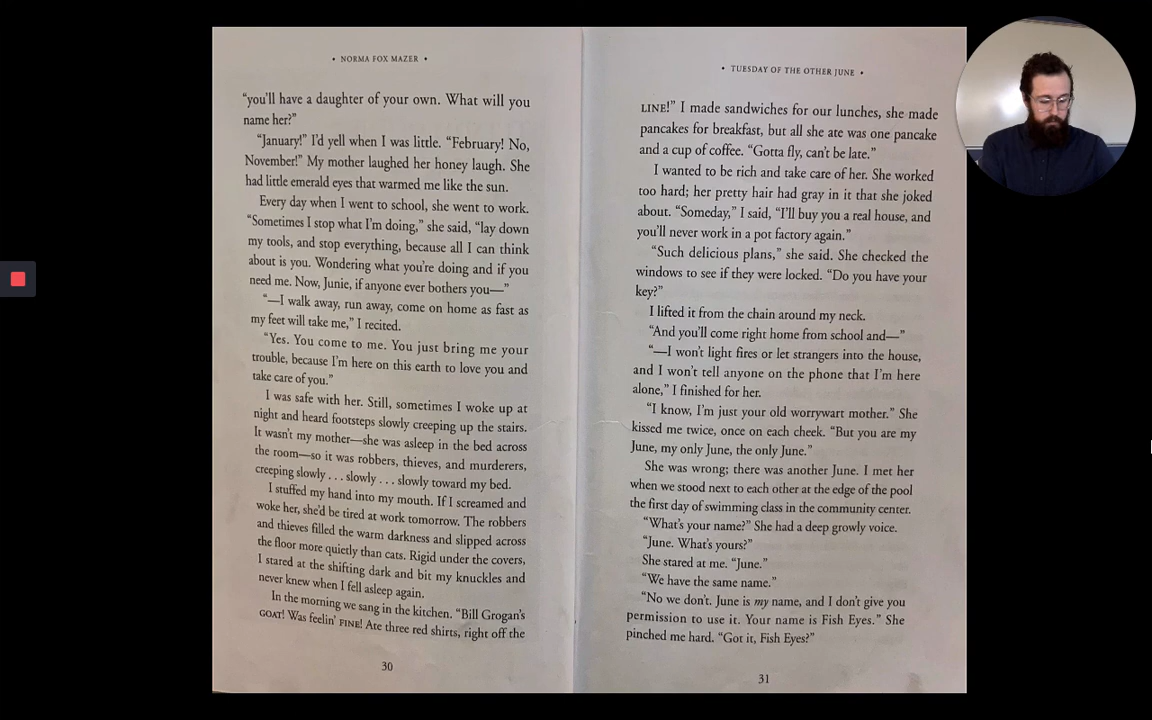 • NORMA FOX MAZER •
“you’ll have a daughter of your own. What will you
name her?”
“January!” I’d yell when I was little. “February! No,
November!” My mother laughed her honey laugh. She
had little emerald eyes that warmed me like the sun.
Every day when I went to school, she went to work.
“Sometimes I stop what I’m doing,” she said, “lay down
my tools, and stop everything, because all I can think
about is you. Wondering what you’re doing and if you
need me. Now, Junie, if anyone ever bothers you—”
“—I walk away, run away, come on home as fast as
my feet will take me,” I recited.
“Yes. You come to me. You just bring me your
trouble, because I’m here on this earth to love you and
take care of you.”
I was safe with her. Still, sometimes I woke up at
night and heard footsteps slowly creeping up the stairs.
It wasn’t my mother—she was asleep in the bed across
the room—so it was robbers, thieves, and murderers,
creeping slowly . . . slowly . . . slowly toward my bed.
I stuffed my hand into my mouth. If I screamed and
woke her, she’d be tired at work tomorrow. The robbers
and thieves filled the warm darkness and slipped across
the floor more quietly than cats. Rigid under the covers,
I stared at the shifting dark and bit my knuckles and
never knew when I fell asleep again.
In the morning we sang in the kitchen. “Bill Grogan’s
GOAT! Was feelin’ FINE! Ate three red shirts, right off the
30
• TUESDAY OF THE OTHER JUNE •
LINE!” I made sandwiches for our lunches, she made
pancakes for breakfast, but all she ate was one pancake
and a cup of coffee. “Gotta fly, can’t be late.”
I wanted to be rich and take care of her. She worked
too hard; her pretty hair had gray in it that she joked
about. “Someday,” I said, “I’ll buy you a real house, and
you’ll never work in a pot factory again.”
“Such delicious plans,” she said. She checked the
windows to see if they were locked. “Do you have your
key?”
I lifted it from the chain around my neck.
“And you’ll come right home from school and—”
“—I won’t light fires or let strangers into the house,
and I won’t tell anyone on the phone that I’m here
alone,” I finished for her.
“I know, I’m just your old worrywart mother.” She
kissed me twice, once on each cheek. “But you are my
June, my only June, the only June.”
She was wrong; there was another June. I met her
when we stood next to each other at the edge of the pool
the first day of swimming class in the community center.
“What’s your name?” She had a deep growly voice.
“June. What’s yours?”
She stared at me. “June.”
“We have the same name.”
“No we don’t. June is my name, and I don’t give you
permission to use it. Your name is Fish Eyes.” She
pinched me hard. “Got it, Fish Eyes?”
31